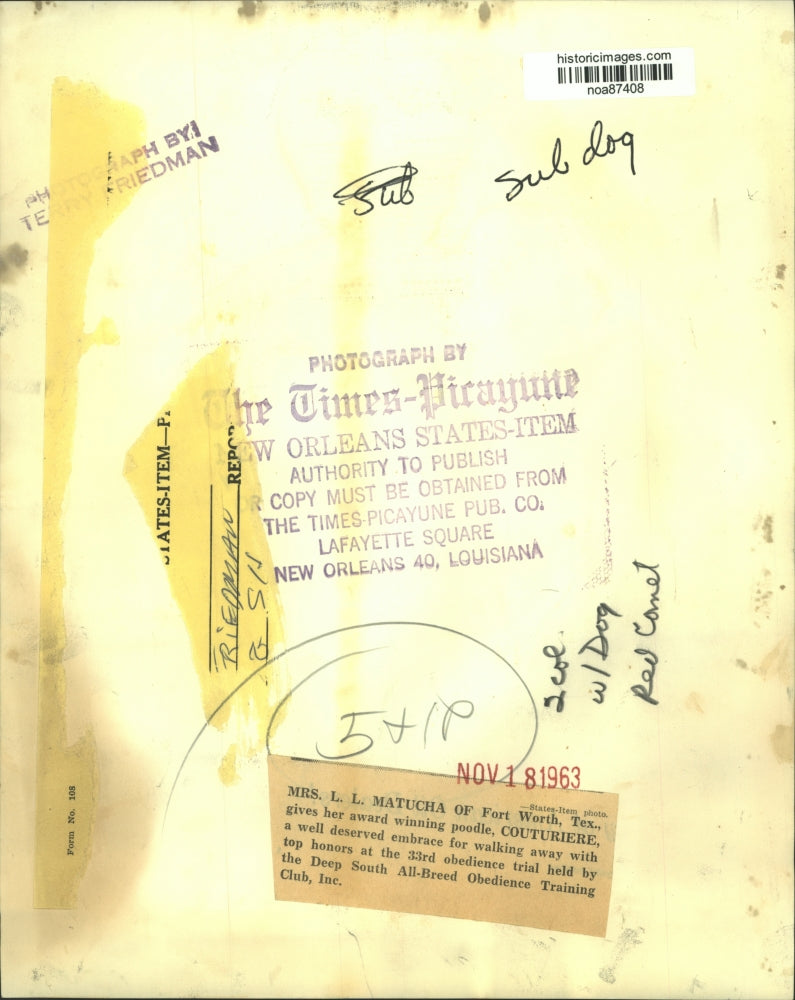 historicimages.com
noa87408
PHOTOGRAPH BY:
TERRY FRIEDMAN
Sub
Sub dog
PHOTOGRAPH BY
The Times-Picayune
NEW ORLEANS STATES-ITEM
AUTHORITY TO PUBLISH
OR COPY MUST BE OBTAINED FROM
THE TIMES-PICAYUNE PUB. CO.
LAFAYETTE SQUARE
NEW ORLEANS 40, LOUISIANA
STATES-ITEM—P
REPOR
RIEDMAN
2 col.
w/ Dog
Red Comet
NOV 1 8 1963
—States-Item photo.
MRS. L. L. MATUCHA OF Fort Worth, Tex.,
gives her award winning poodle, COUTURIERE,
a well deserved embrace for walking away with
top honors at the 33rd obedience trial held by
the Deep South All-Breed Obedience Training
Club, Inc.
Form No. 108